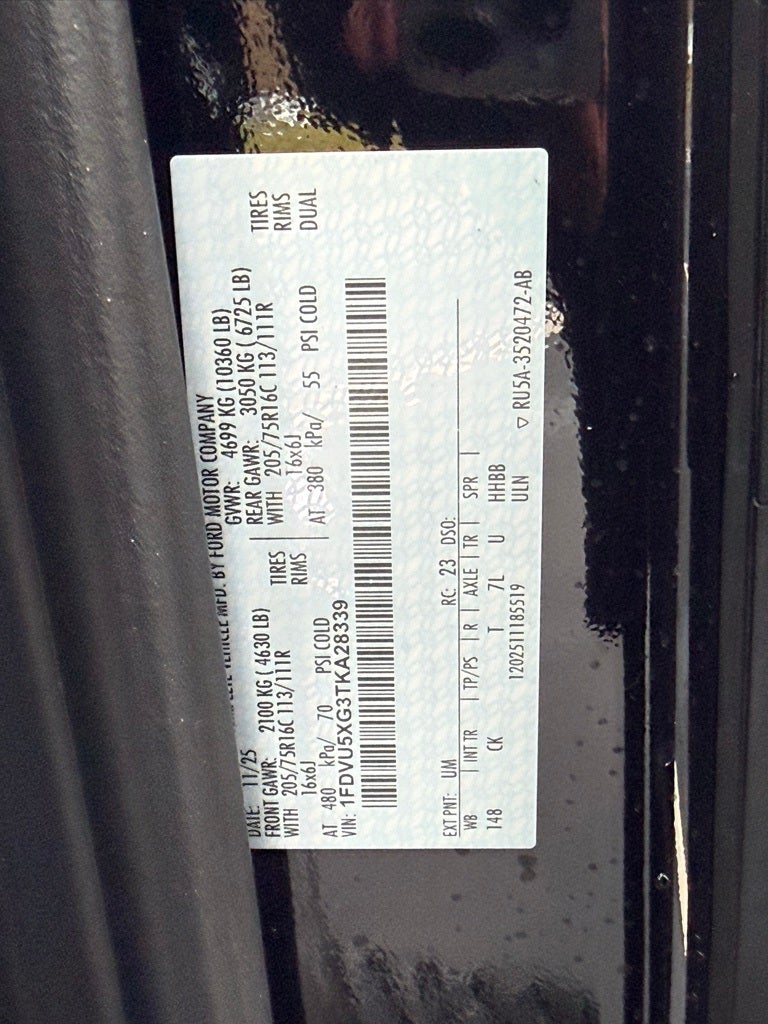 VEHICLE MFD. BY FORD MOTOR COMPANY
DATE: 11/25 GVWR: 4699 KG (10360 LB)
FRONT GAWR: 2100 KG ( 4630 LB) REAR GAWR: 3050 KG ( 6725 LB)
WITH 205/75R16C 113/111R TIRES WITH 205/75R16C 113/111R TIRES
16x6J RIMS 16x6J RIMS
AT 480 kPa/ 70 PSI COLD AT 380 kPa/ 55 PSI COLD DUAL
VIN: 1FDVU5XG3TKA28339
EXT PNT: UM RC: 23 DSO:
WB | INT TR | TP/PS | R | AXLE | TR | SPR |
148 CK T 7L U HHBB
1202511185519 ULN
▽ RU5A-3520472-AB